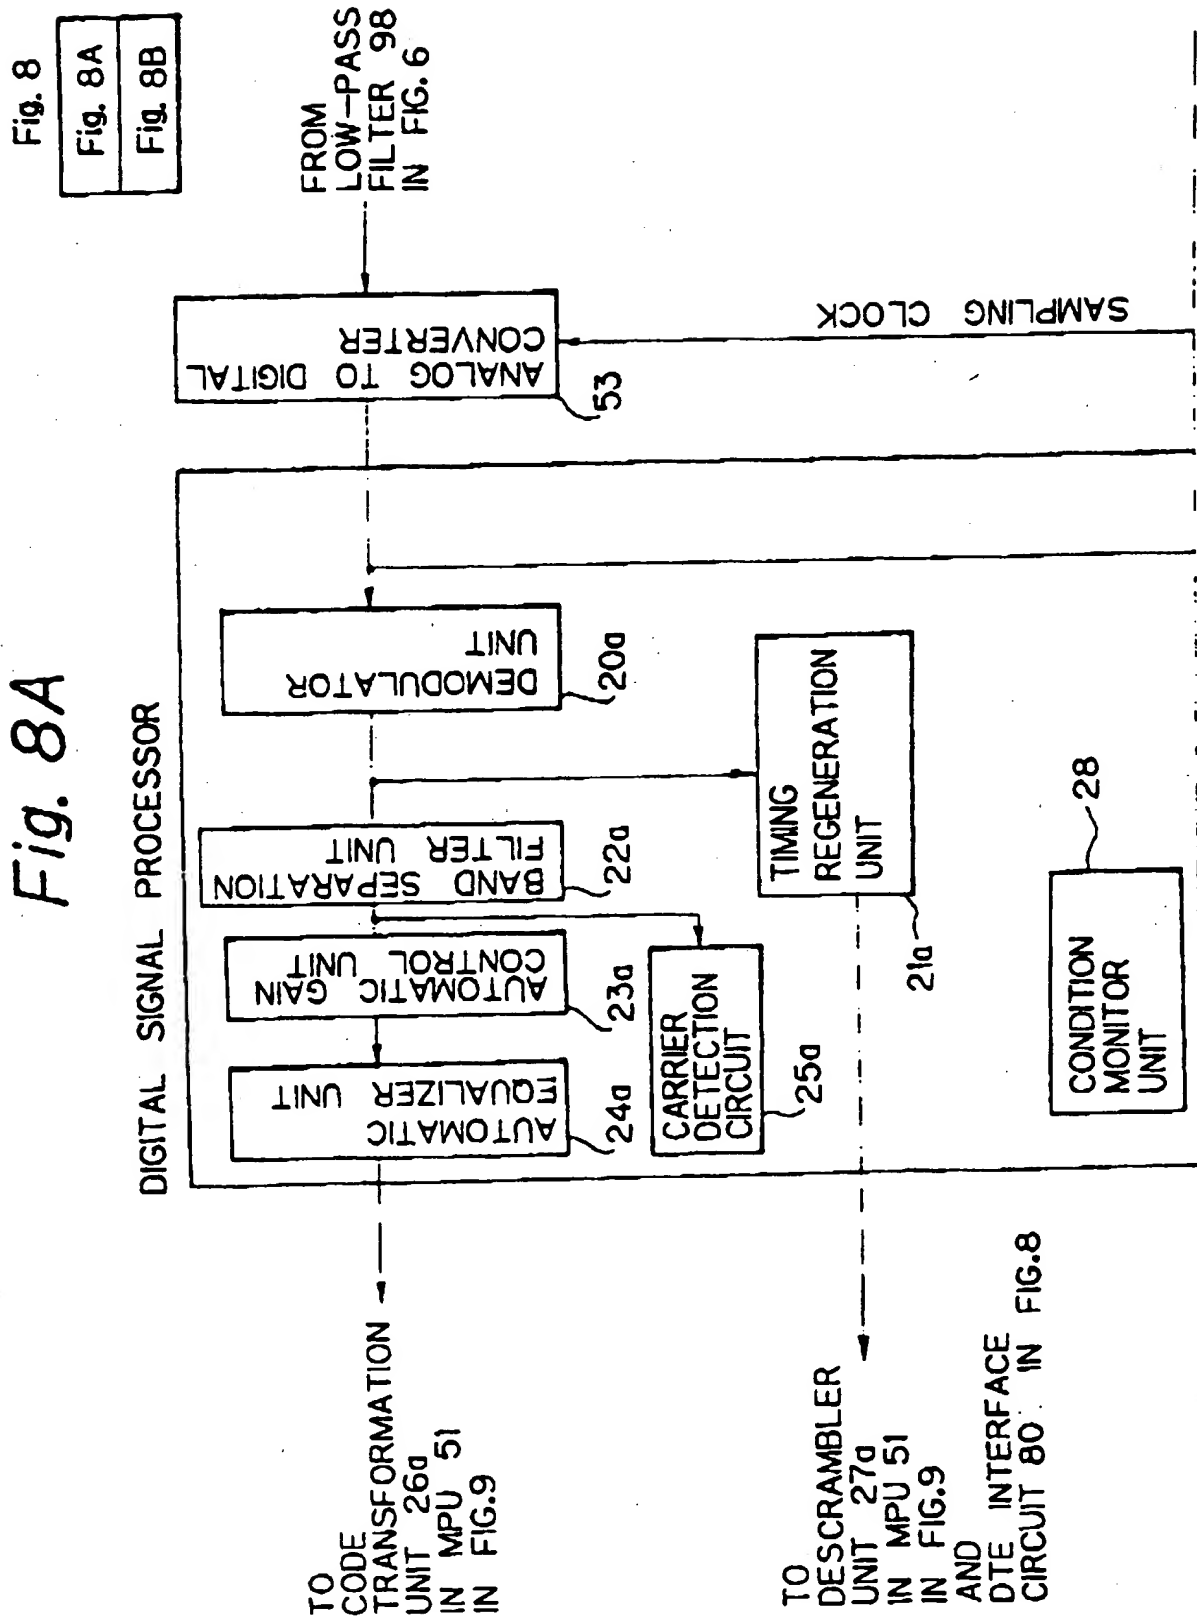 Fig. 8
Fig. 8A
Fig. 8B
Fig. 8A
DIGITAL SIGNAL PROCESSOR
FROM
LOW-PASS
FILTER 98
IN FIG. 6
ANALOG TO DIGITAL
CONVERTER
53
SAMPLING CLOCK
DEMODULATOR
UNIT
20a
BAND SEPARATION
FILTER UNIT
22a
AUTOMATIC GAIN
CONTROL UNIT
23a
AUTOMATIC
EQUALIZER UNIT
24a
CARRIER
DETECTION
CIRCUIT
25a
TIMING
REGENERATION
UNIT
21a
CONDITION
MONITOR
UNIT
28
TO
CODE
TRANSFORMATION
UNIT 26a
IN MPU 51
IN FIG.9
TO
DESCRAMBLER
UNIT 27a
IN MPU 51
IN FIG.9
AND
DTE INTERFACE
CIRCUIT 80 IN FIG.8